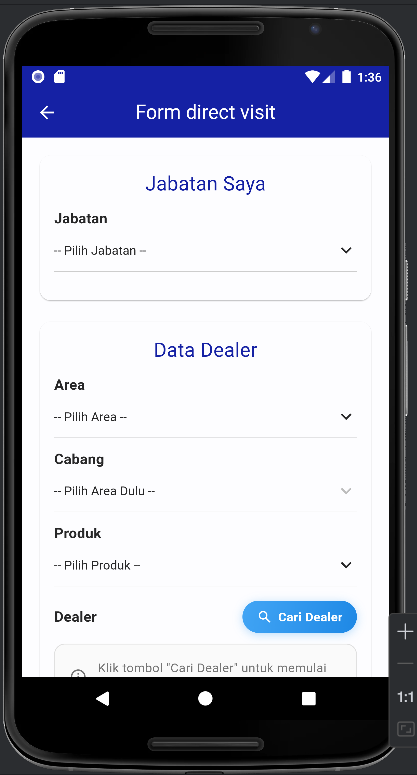 1:36
Form direct visit
Jabatan Saya
Jabatan
-- Pilih Jabatan --
Data Dealer
Area
-- Pilih Area --
Cabang
-- Pilih Area Dulu --
Produk
-- Pilih Produk --
Dealer
Cari Dealer
Klik tombol "Cari Dealer" untuk memulai
1:1